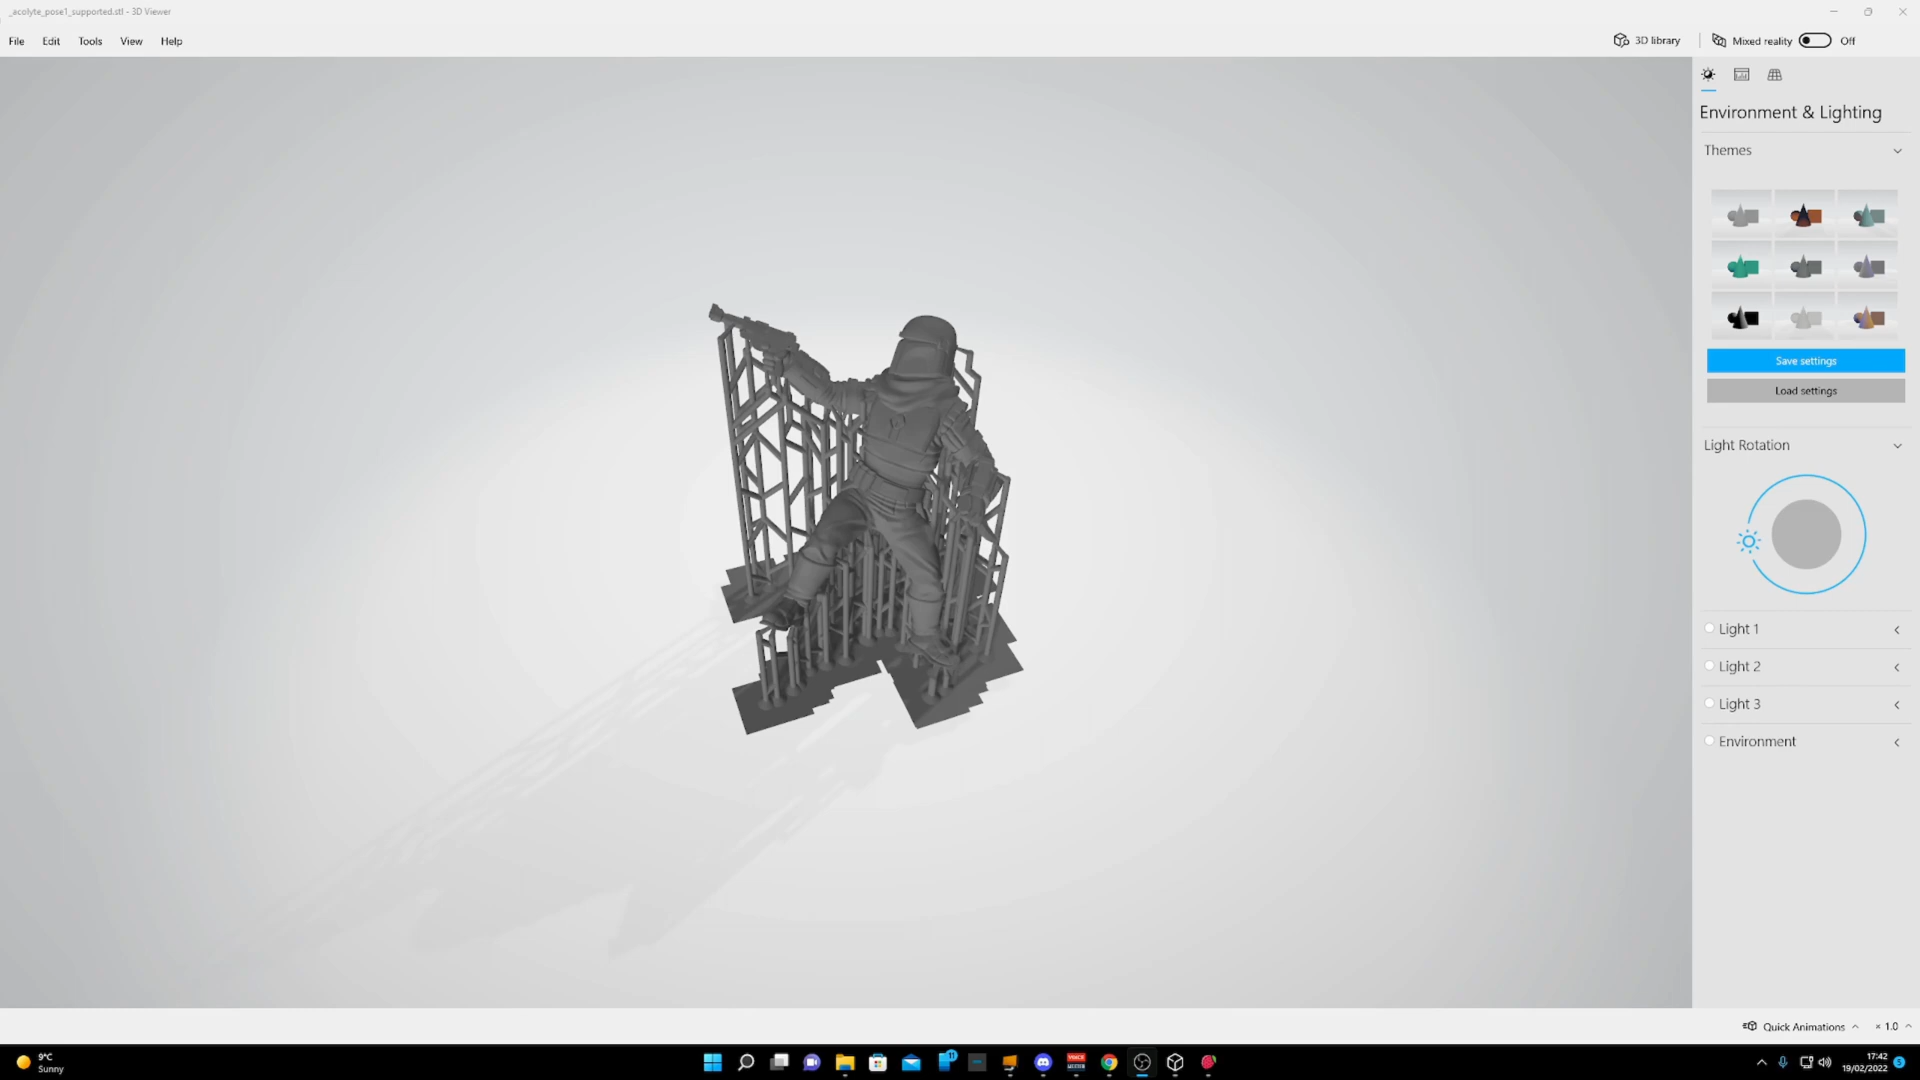 _acolyte_pose1_supported.stl - 3D Viewer
File Edit Tools View Help
3D library Mixed reality Off
Environment & Lighting
Themes
Save settings
Load settings
Light Rotation
Light 1
Light 2
Light 3
Environment
Quick Animations × 1.0
9°C
Sunny
17:42
19/02/2022